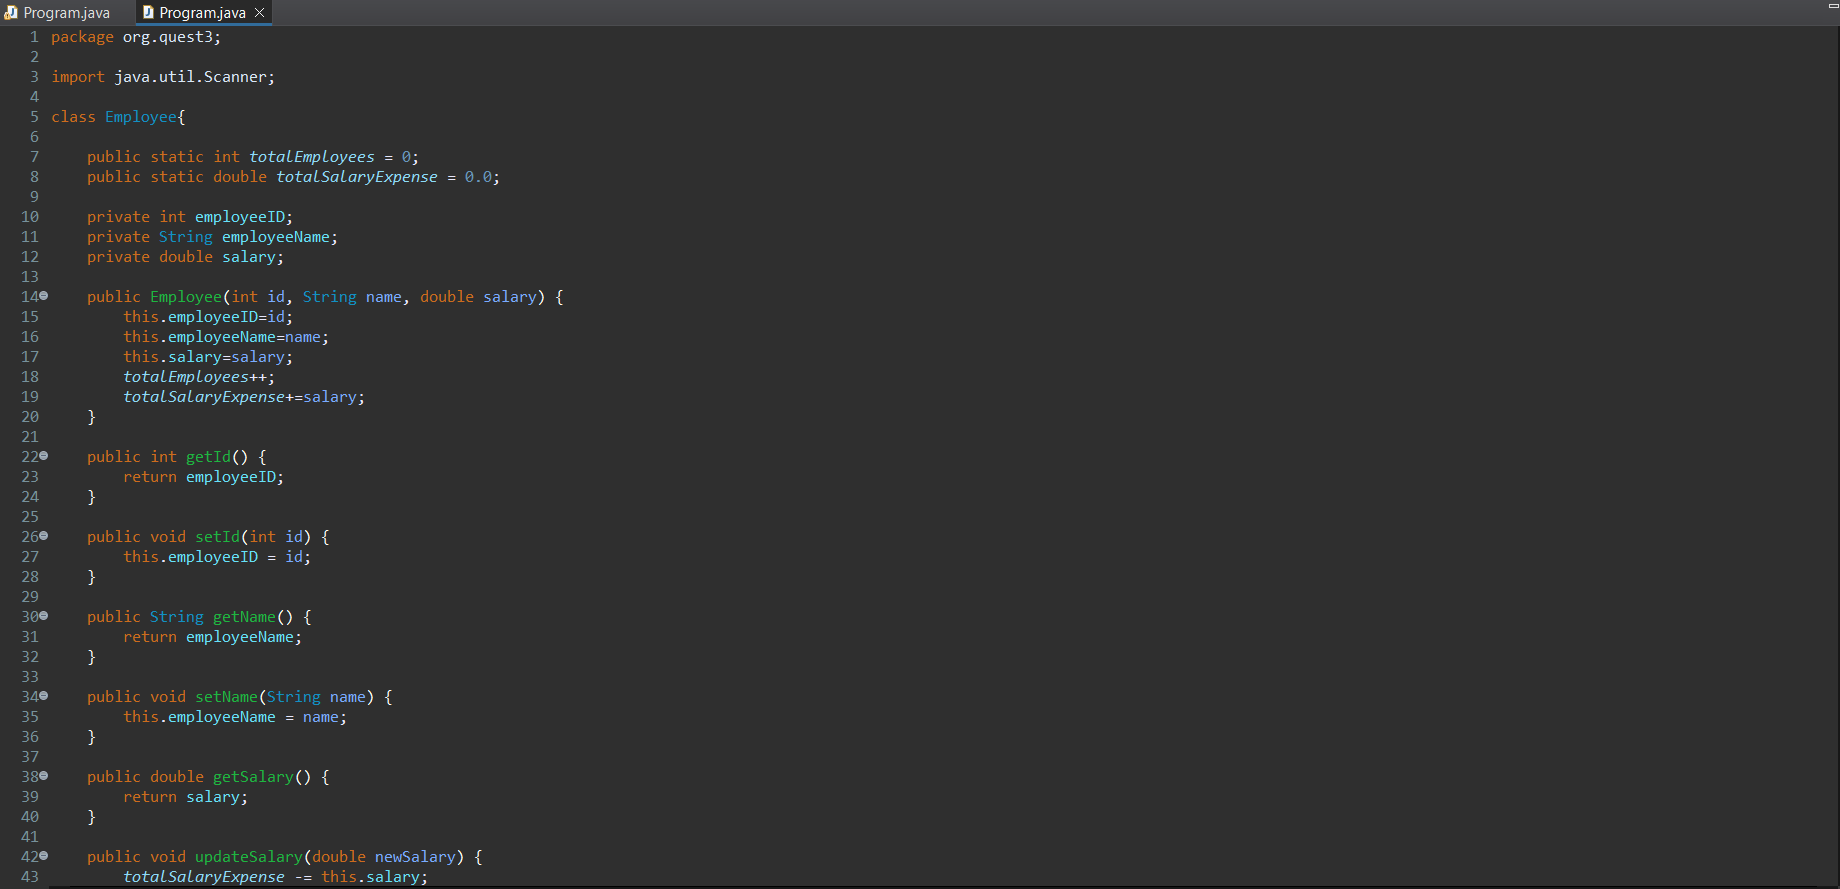 Program.java Program.java
1 package org.quest3;
2
3 import java.util.Scanner;
4
5 class Employee{
6
7     public static int totalEmployees = 0;
8     public static double totalSalaryExpense = 0.0;
9
10     private int employeeID;
11     private String employeeName;
12     private double salary;
13
14     public Employee(int id, String name, double salary) {
15         this.employeeID=id;
16         this.employeeName=name;
17         this.salary=salary;
18         totalEmployees++;
19         totalSalaryExpense+=salary;
20     }
21
22     public int getId() {
23         return employeeID;
24     }
25
26     public void setId(int id) {
27         this.employeeID = id;
28     }
29
30     public String getName() {
31         return employeeName;
32     }
33
34     public void setName(String name) {
35         this.employeeName = name;
36     }
37
38     public double getSalary() {
39         return salary;
40     }
41
42     public void updateSalary(double newSalary) {
43         totalSalaryExpense -= this.salary;